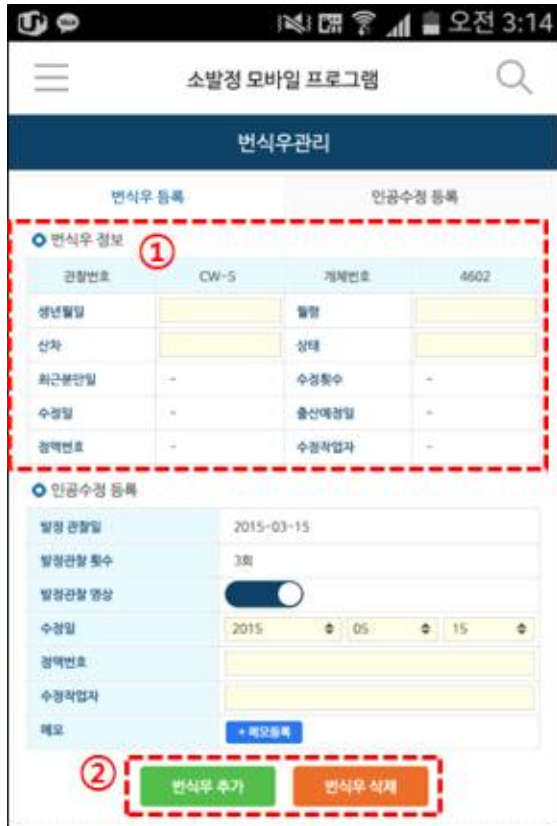 오전 3:14
소발정 모바일 프로그램
번식우관리
번식우 등록 인공수정 등록
번식우 정보 ①
관찰번호 CW-5 개체번호 4602
생년월일 월령
산차 상태
최근분만일 - 수정횟수 -
수정일 - 출산예정일 -
정액번호 - 수정작업자 -
인공수정 등록
발정 관찰일 2015-03-15
발정관찰 횟수 3회
발정관찰 영상
수정일 2015 05 15
정액번호
수정작업자
메모 + 메모등록
② 번식우 추가 번식우 삭제